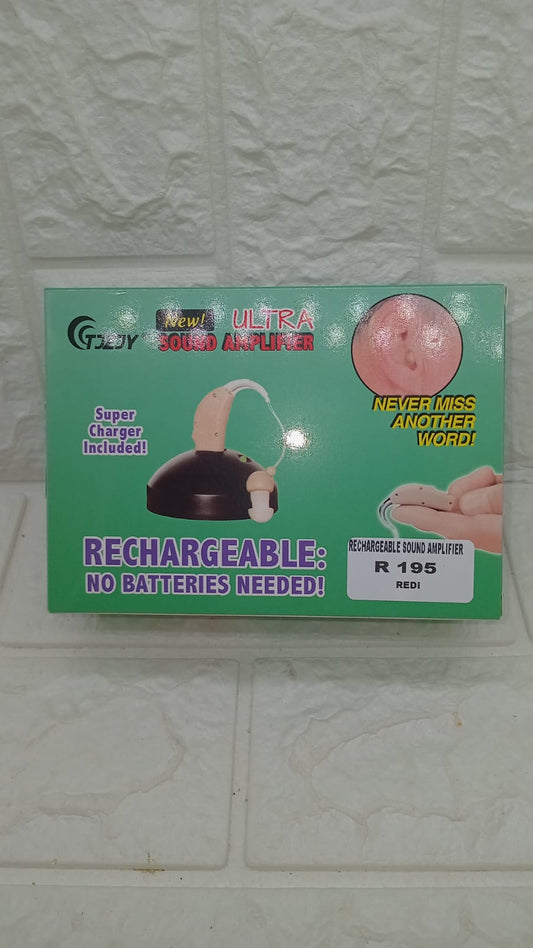 TJZJY
New! ULTRA
SOUND AMPLIFIER
Super
Charger
Included!
NEVER MISS
ANOTHER
WORD!
RECHARGEABLE:
NO BATTERIES NEEDED!
RECHARGEABLE SOUND AMPLIFIER
R 195
REDI